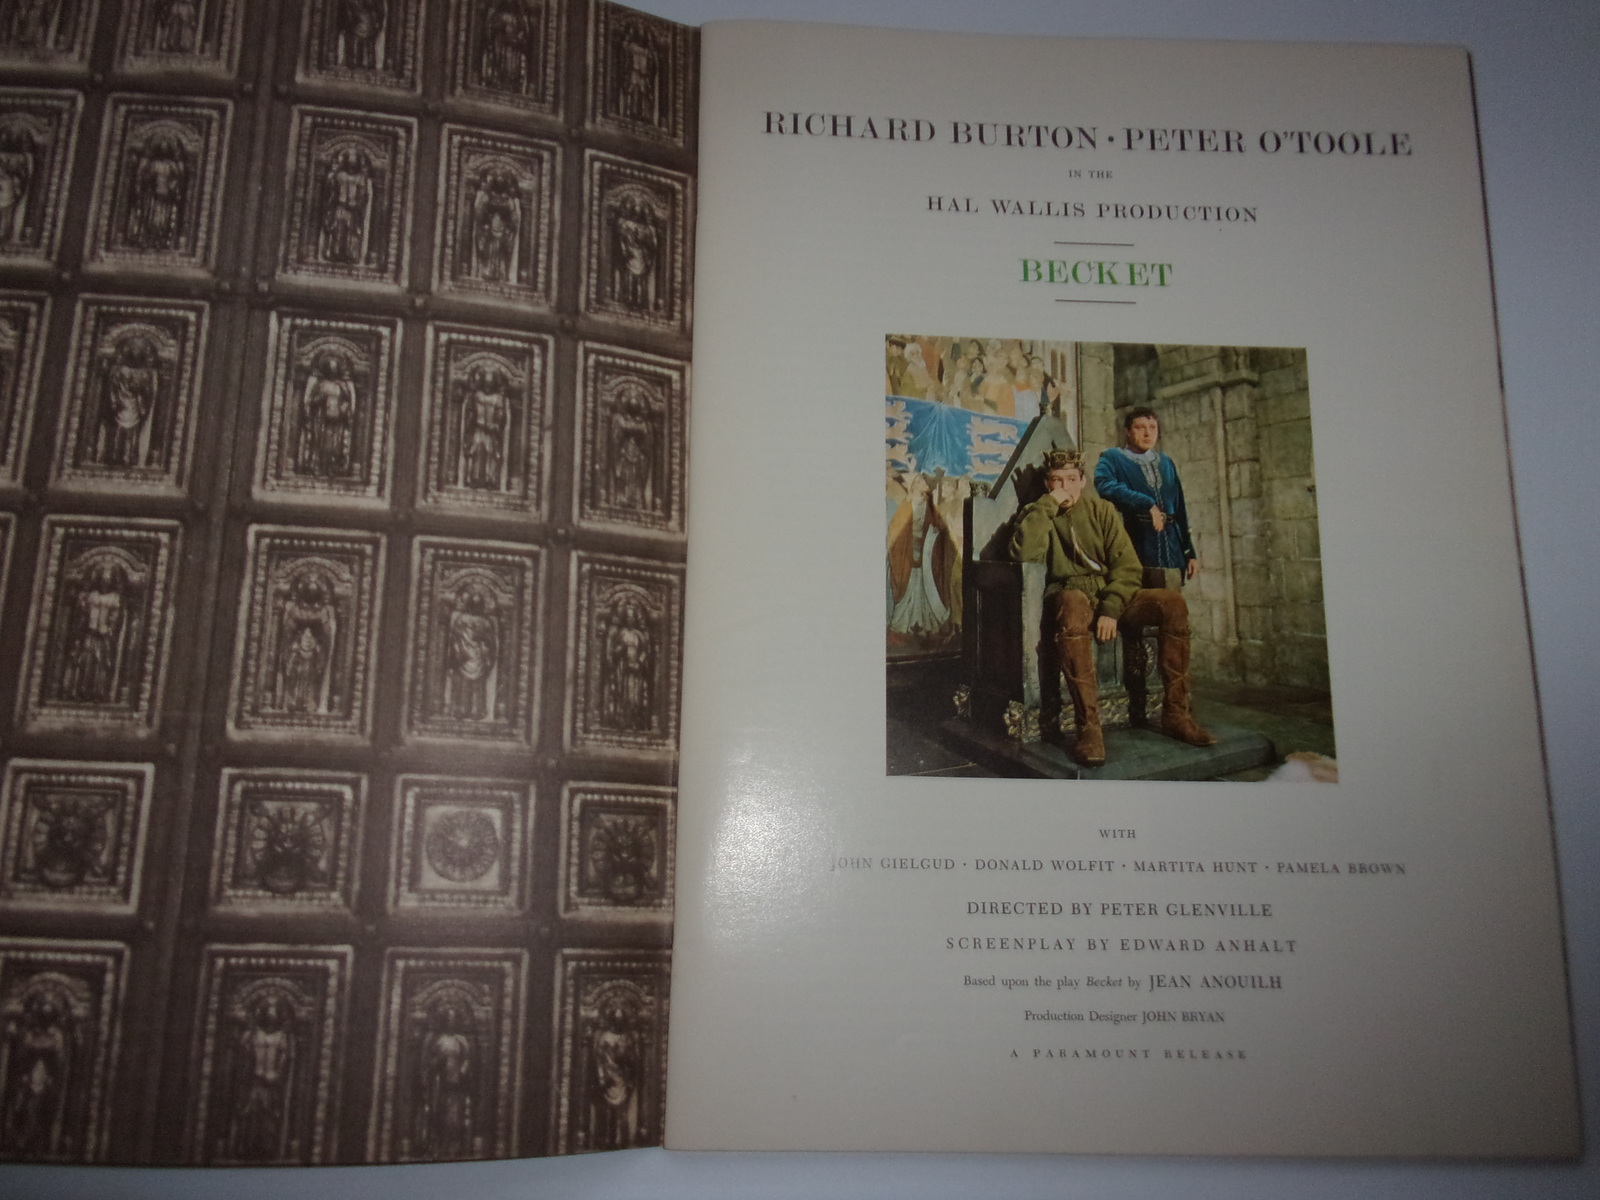 RICHARD BURTON · PETER O'TOOLE
IN THE
HAL WALLIS PRODUCTION
BECKET
WITH
JOHN GIELGUD · DONALD WOLFIT · MARTITA HUNT · PAMELA BROWN
DIRECTED BY PETER GLENVILLE
SCREENPLAY BY EDWARD ANHALT
Based upon the play Becket by JEAN ANOUILH
Production Designer JOHN BRYAN
A PARAMOUNT RELEASE